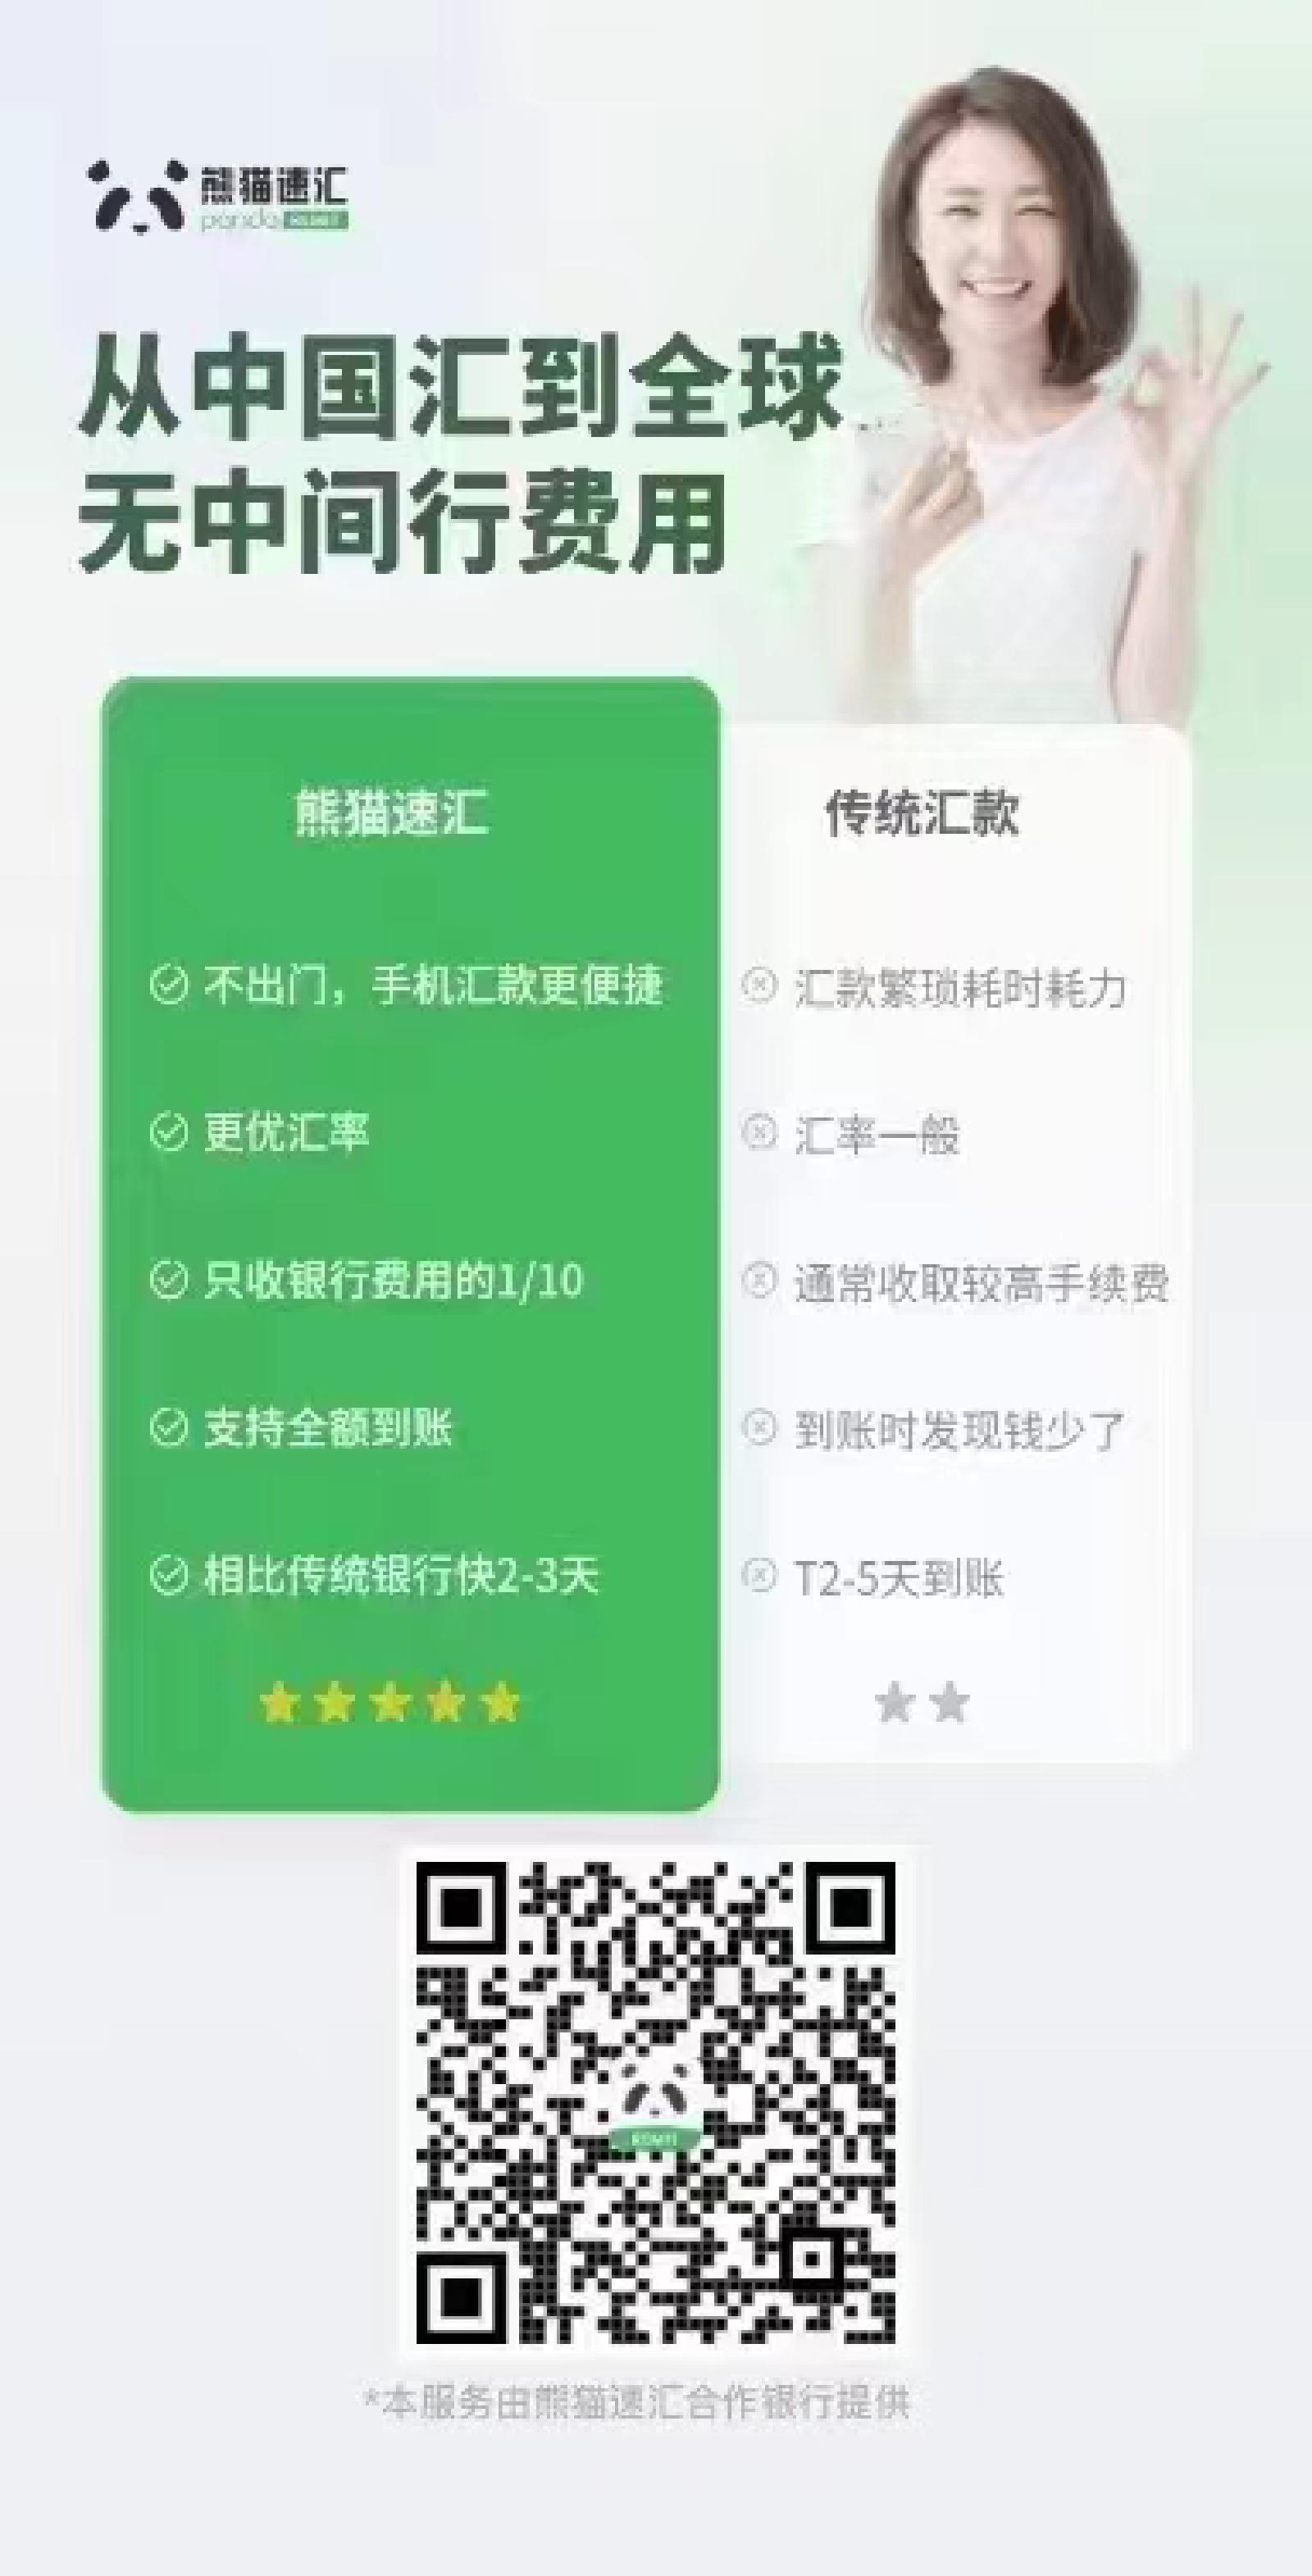 熊猫速汇
panda REMIT
从中国汇到全球
无中间行费用
熊猫速汇
不出门，手机汇款更便捷
更优汇率
只收银行费用的1/10
支持全额到账
相比传统银行快2-3天
传统汇款
汇款繁琐耗时耗力
汇率一般
通常收取较高手续费
到账时发现钱少了
T2-5天到账
REMIT
*本服务由熊猫速汇合作银行提供